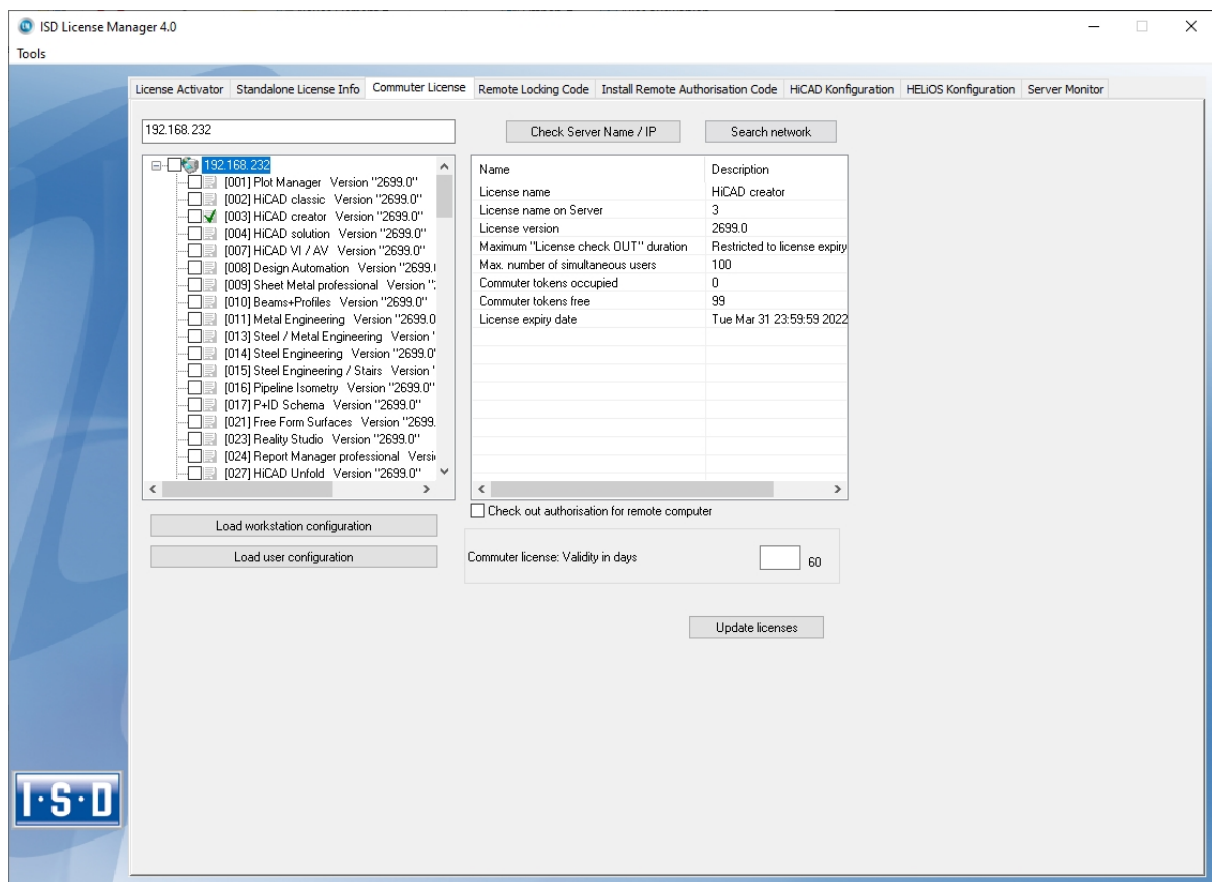 ISD License Manager 4.0
Tools
License Activator Standalone License Info Commuter License Remote Locking Code Install Remote Authorisation Code HiCAD Konfiguration HELiOS Konfiguration Server Monitor
192.168.232 Check Server Name / IP Search network
192.168.232
[001] Plot Manager Version "2699.0"
[002] HiCAD classic Version "2699.0"
[003] HiCAD creator Version "2699.0"
[004] HiCAD solution Version "2699.0"
[007] HiCAD VI / AV Version "2699.0"
[008] Design Automation Version "2699.
[009] Sheet Metal professional Version "
[010] Beams+Profiles Version "2699.0"
[011] Metal Engineering Version "2699.0
[013] Steel / Metal Engineering Version "
[014] Steel Engineering Version "2699.0"
[015] Steel Engineering / Stairs Version "
[016] Pipeline Isometry Version "2699.0"
[017] P+ID Schema Version "2699.0"
[021] Free Form Surfaces Version "2699.
[023] Reality Studio Version "2699.0"
[024] Report Manager professional Versi
[027] HiCAD Unfold Version "2699.0"
Name Description
License name HiCAD creator
License name on Server 3
License version 2699.0
Maximum "License check OUT" duration Restricted to license expiry
Max. number of simultaneous users 100
Commuter tokens occupied 0
Commuter tokens free 99
License expiry date Tue Mar 31 23:59:59 2022
Load workstation configuration
Load user configuration
Check out authorisation for remote computer
Commuter license: Validity in days 60
Update licenses
I·S·D